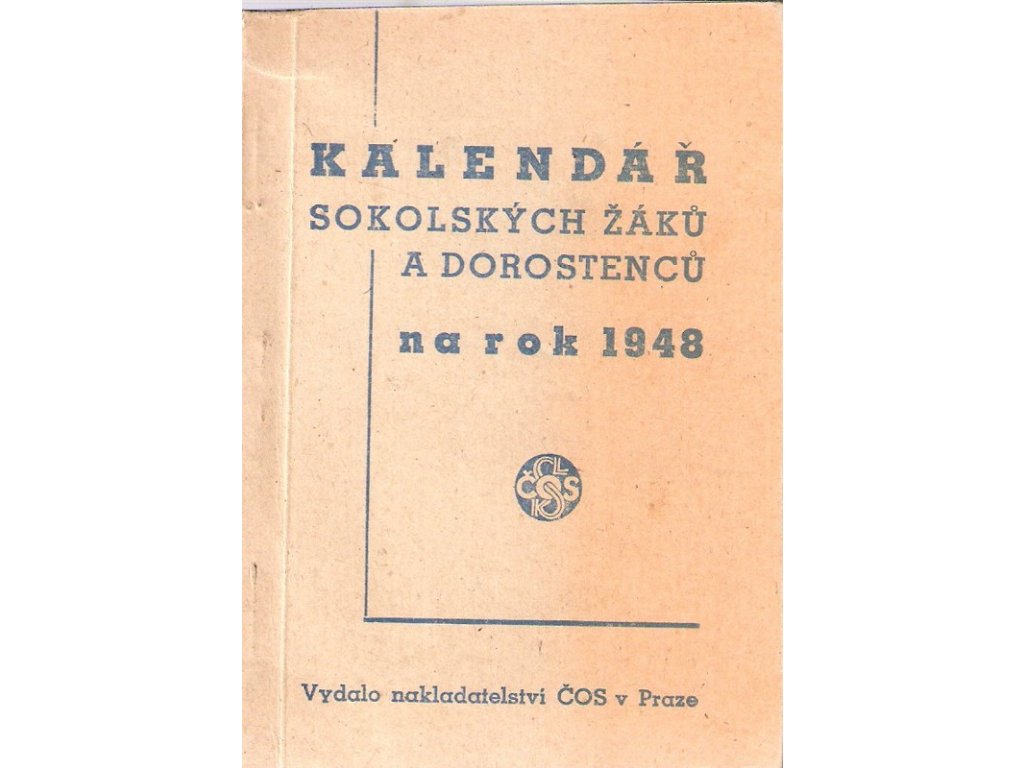 KALENDÁŘ
SOKOLSKÝCH ŽÁKŮ
A DOROSTENCŮ
na rok 1948
ČOS
Vydalo nakladatelství ČOS v Praze